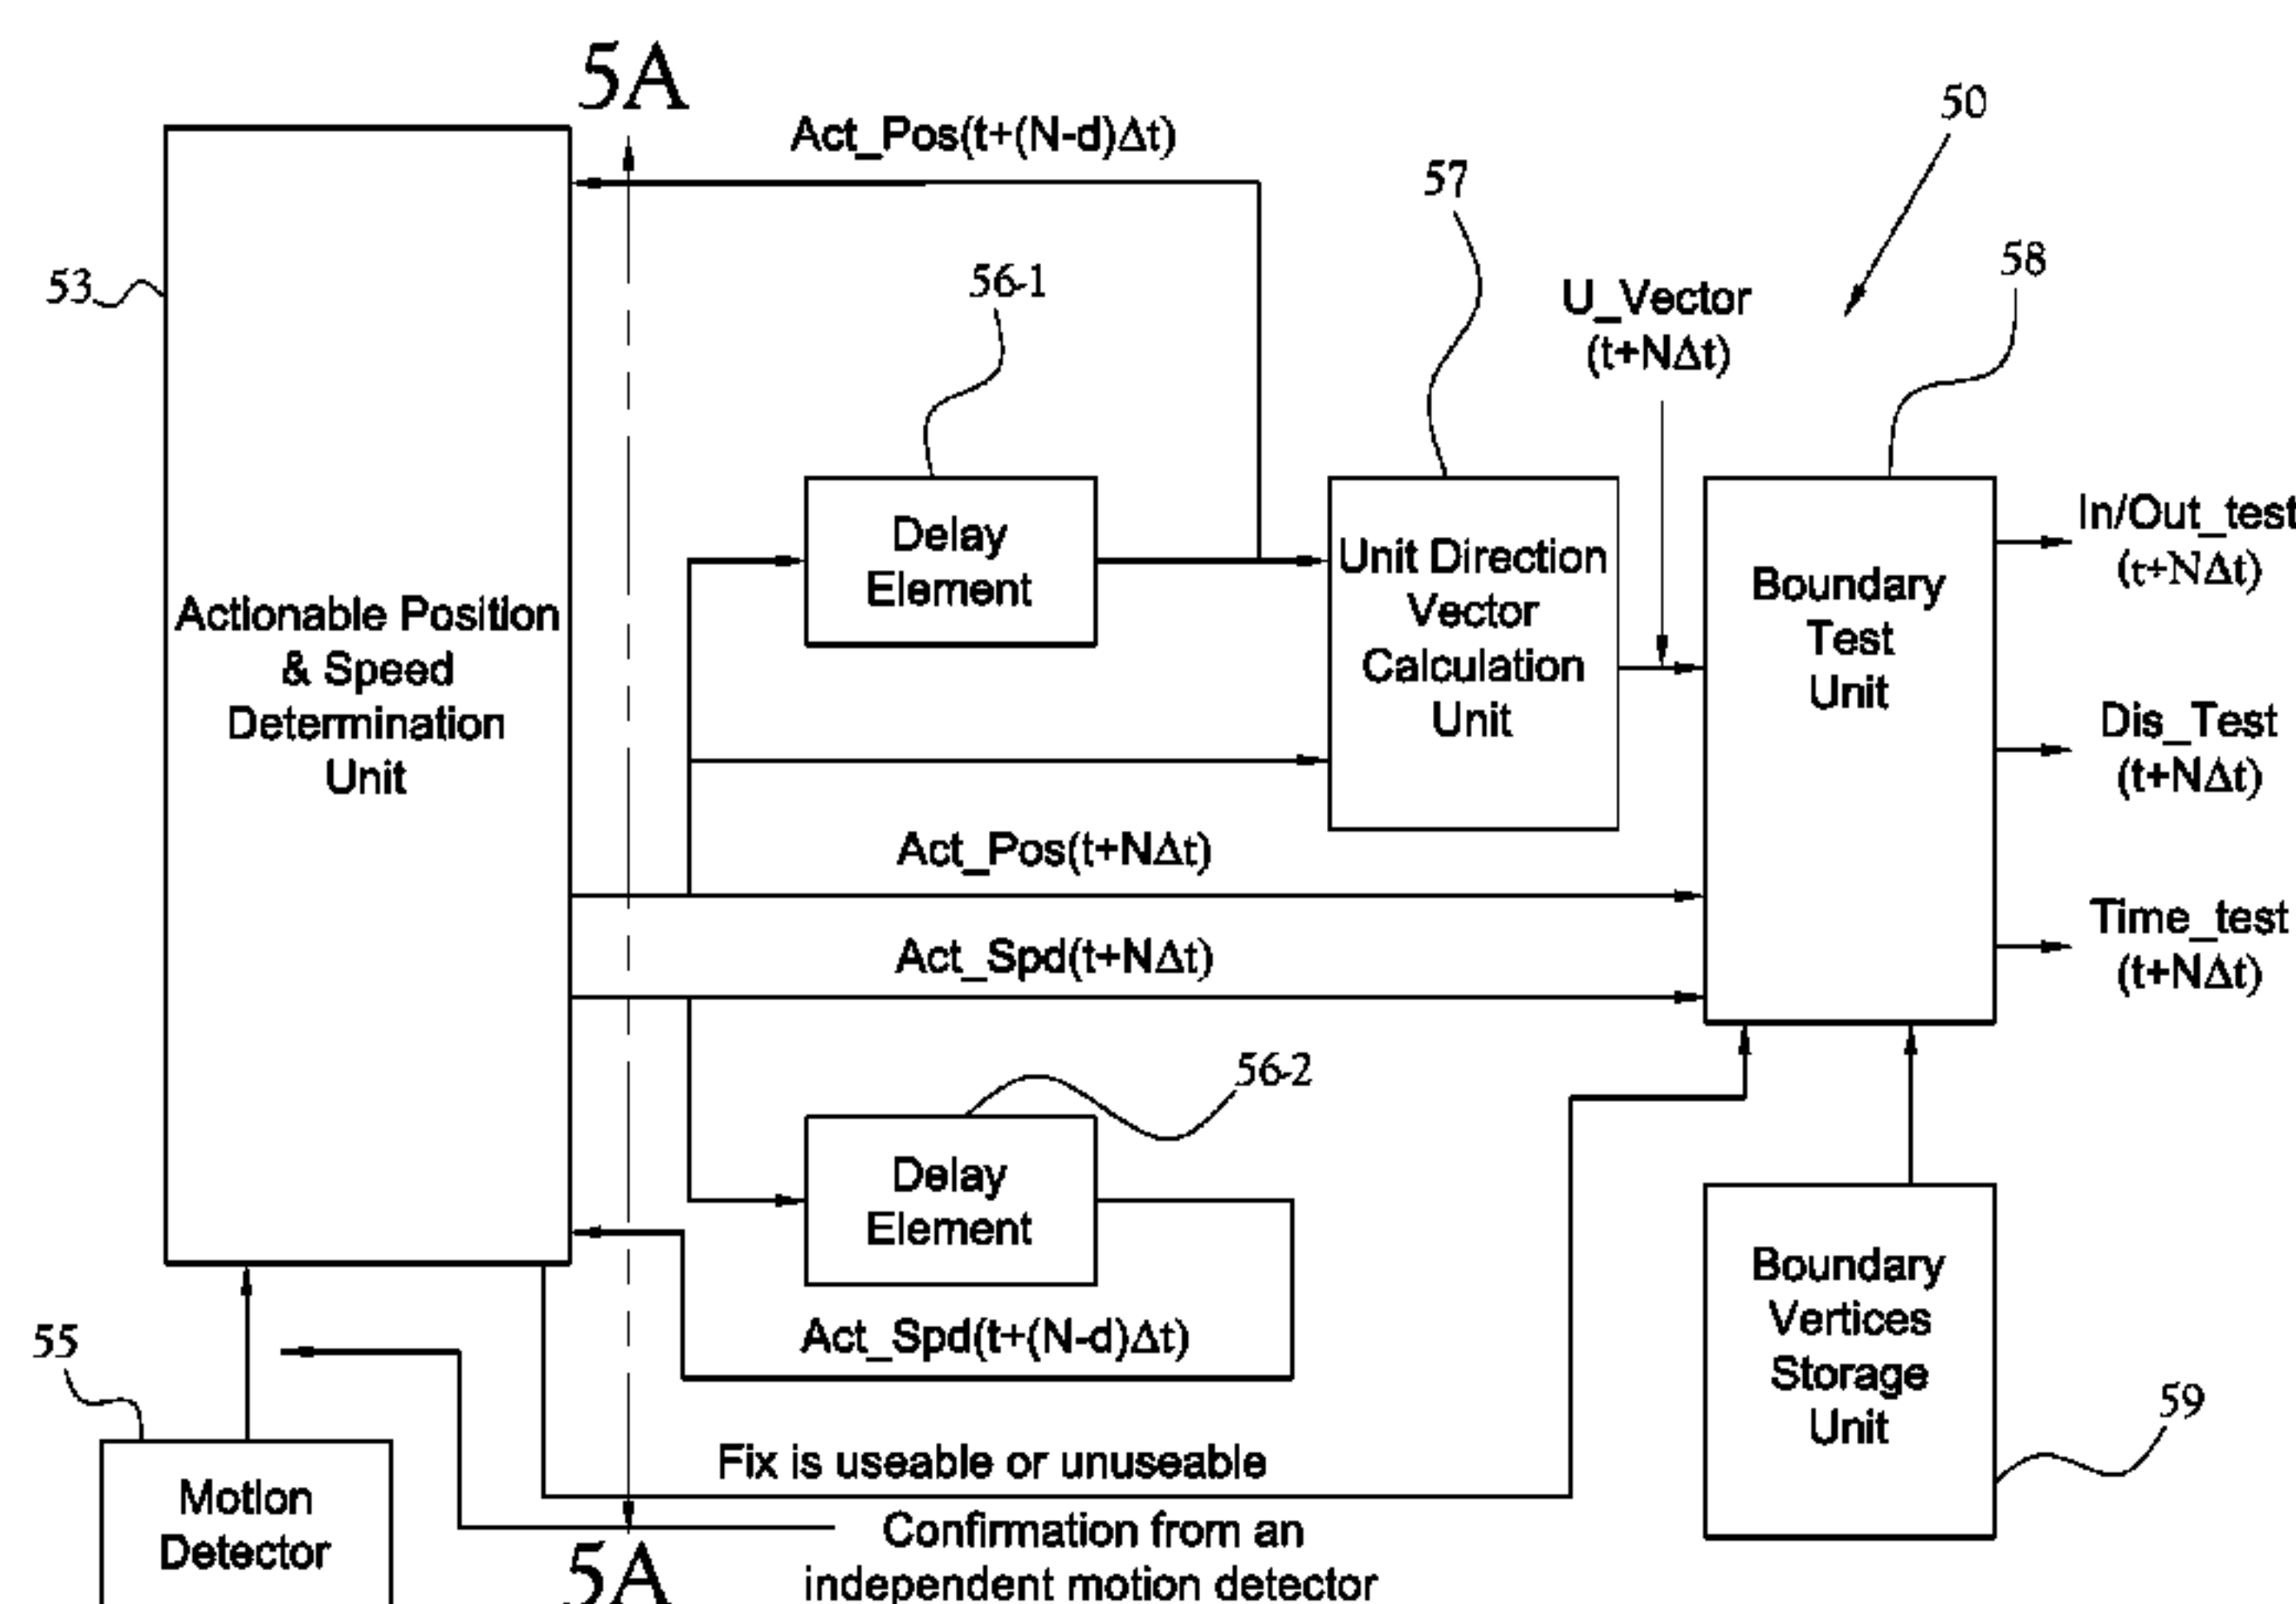 5A
Act_Pos(t+(N-d)Δt)
50
57
53
56-1
58
U_Vector
(t+NΔt)
Delay
Element
Unit Direction
Vector
Calculation
Unit
Boundary
Test
Unit
In/Out_test
(t+NΔt)
Actionable Position
& Speed
Determination
Unit
Dis_Test
(t+NΔt)
Act_Pos(t+NΔt)
Time_test
(t+NΔt)
Act_Spd(t+NΔt)
56-2
Delay
Element
Boundary
Vertices
Storage
Unit
55
Act_Spd(t+(N-d)Δt)
59
Fix is useable or unuseable
Motion
Detector
Confirmation from an
independent motion detector
5A